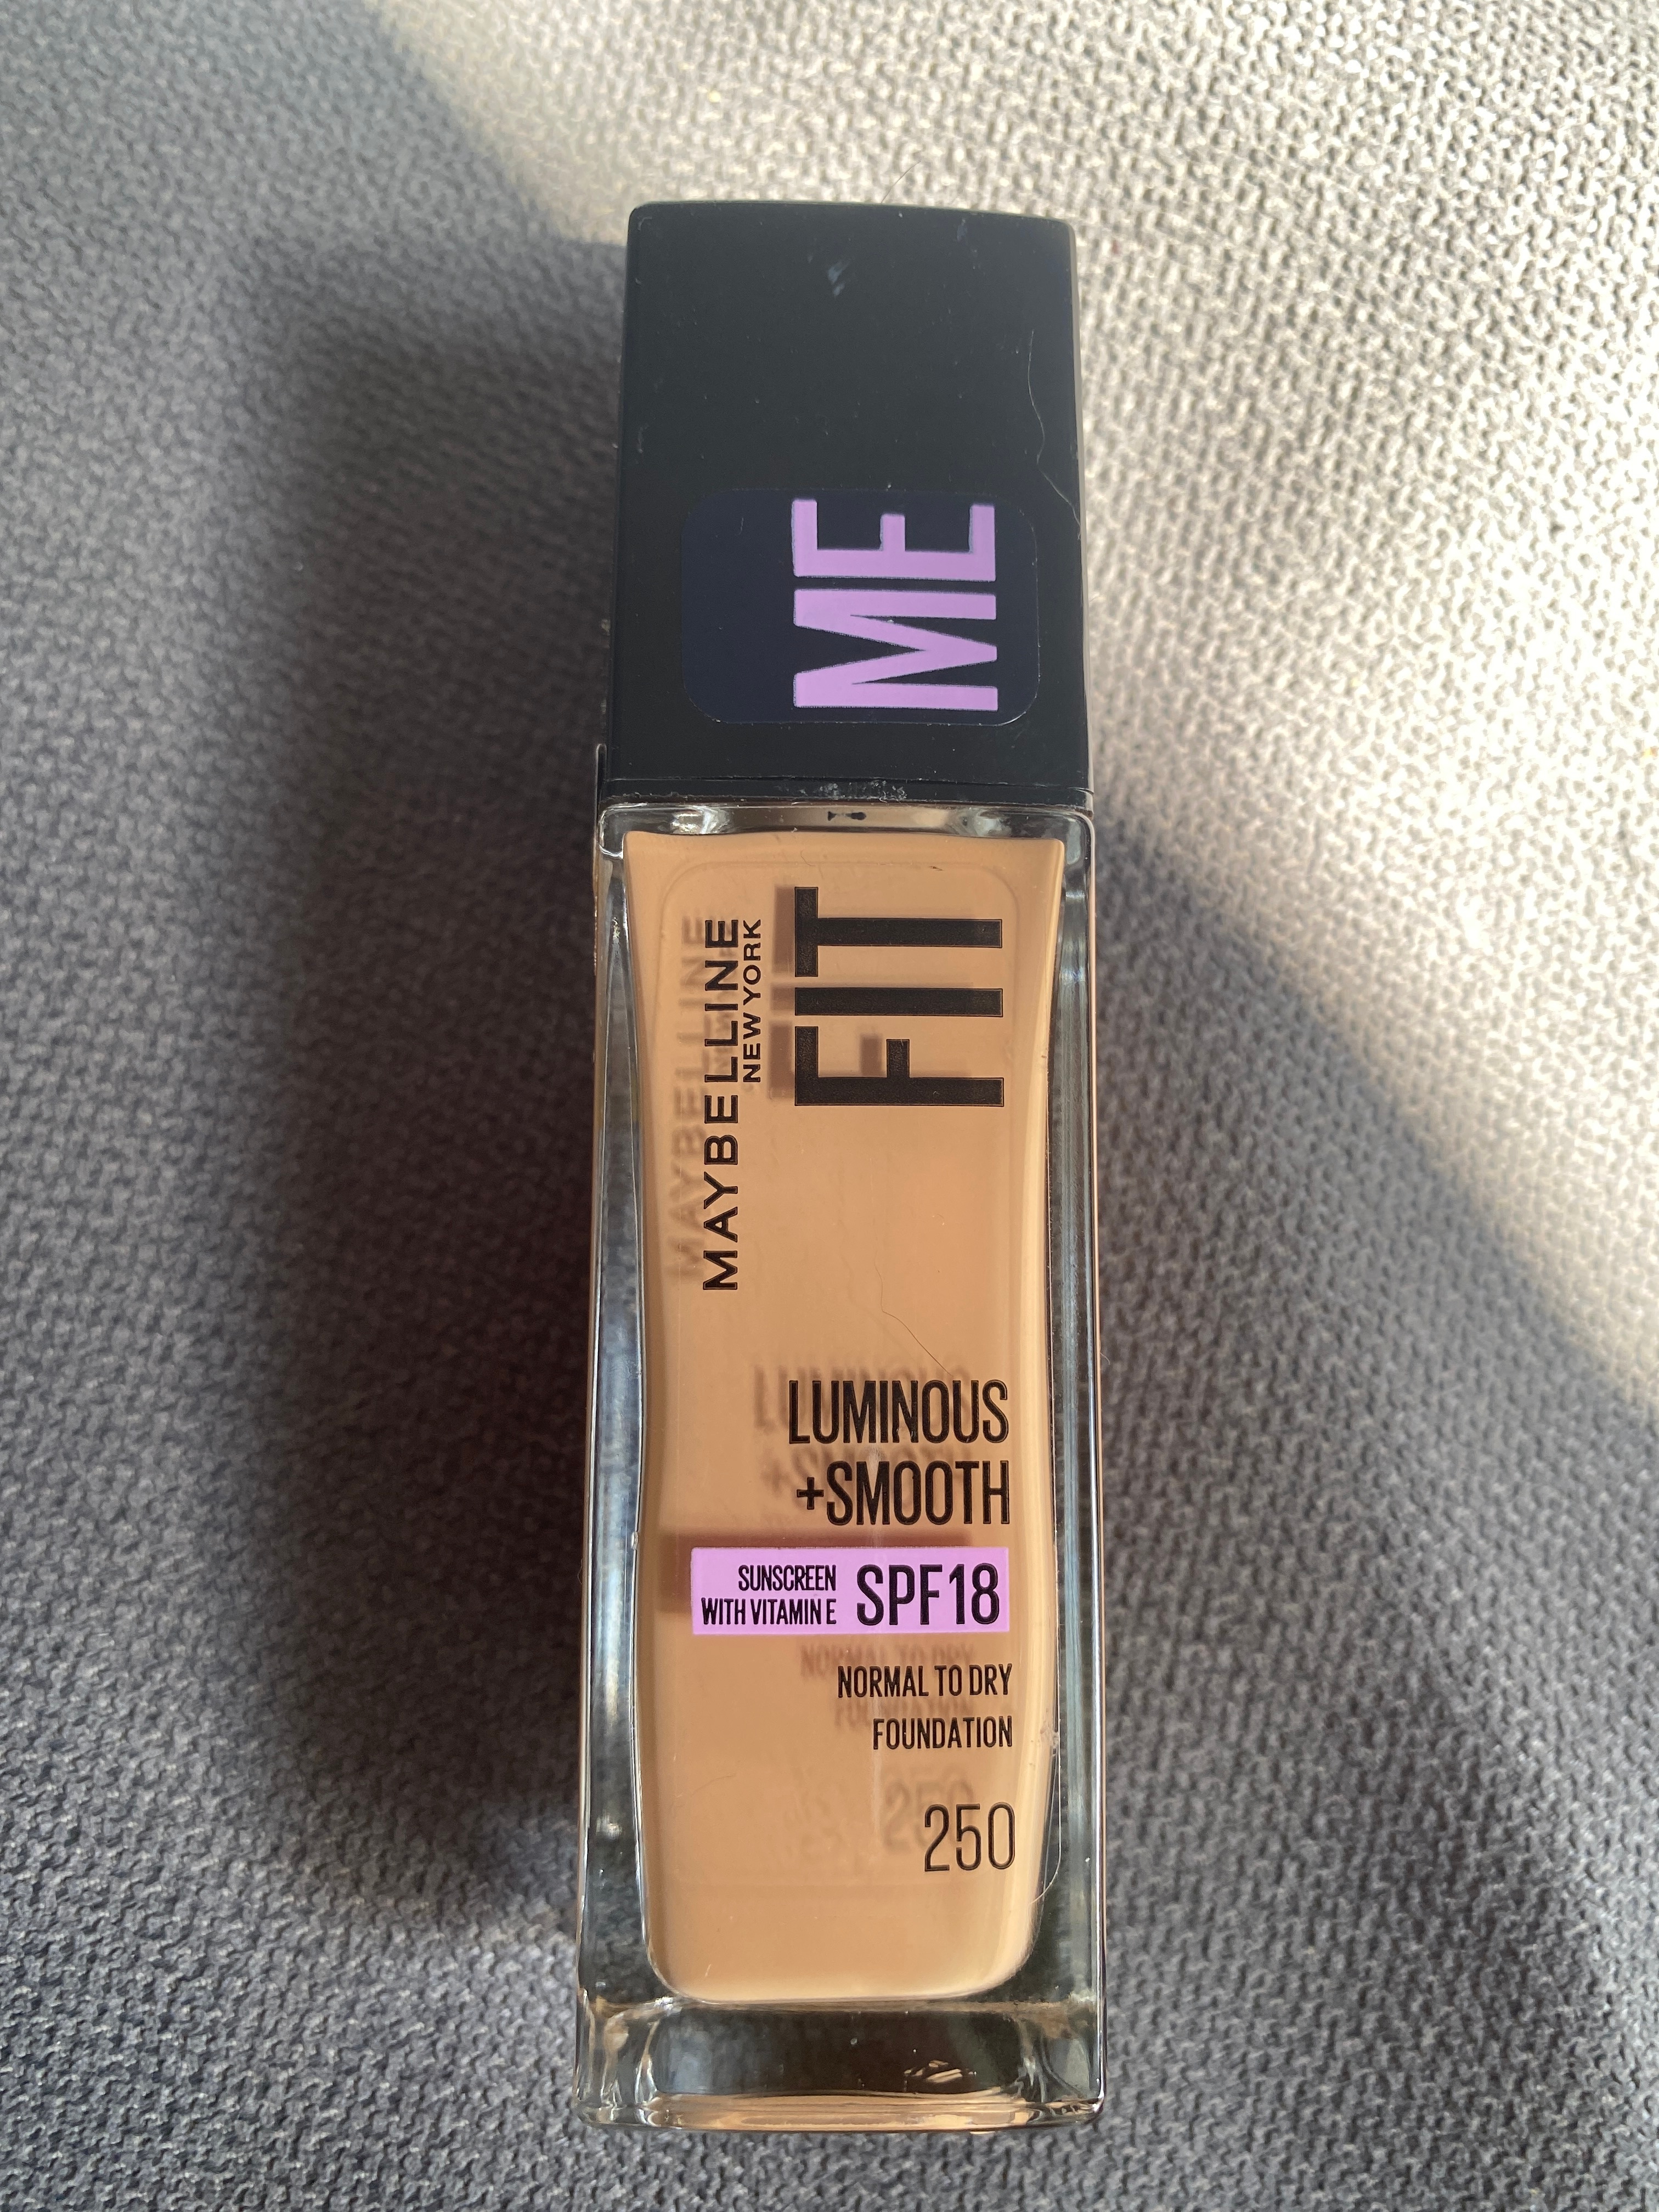 MAYBELLINE
NEW YORK
FIT ME
LUMINOUS
+SMOOTH
SUNSCREEN
WITH VITAMIN E
SPF18
NORMAL TO DRY
FOUNDATION
250